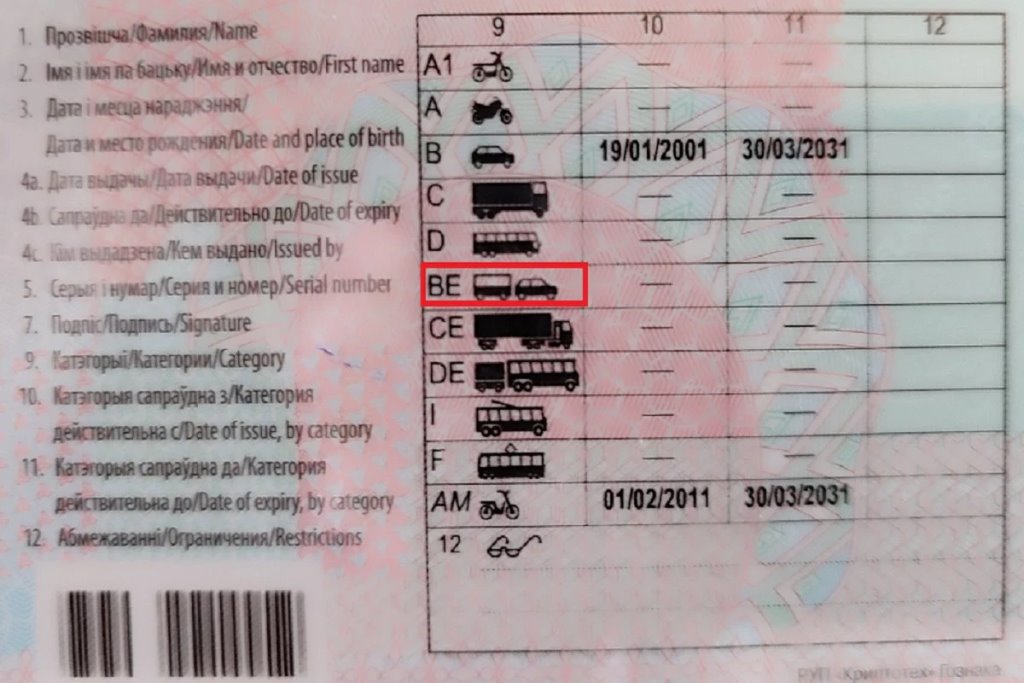 1. Прозвішча/Фамилия/Name
2. Імя і імя па бацьку/Имя и отчество/First name
3. Дата і месца нараджэння/
Дата и место рождения/Date and place of birth
4a. Дата выдачы/Дата выдачи/Date of issue
4b. Сапраўдна да/Действительно до/Date of expiry
4c. Кім выдадзена/Кем выдано/Issued by
5. Серыя і нумар/Серия и номер/Serial number
7. Подпіс/Подпись/Signature
9. Катэгорыі/Категории/Category
10. Катэгорыя сапраўдна з/Категория
действительна с/Date of issue, by category
11. Катэгорыя сапраўдна да/Категория
действительна до/Date of expiry, by category
12. Абмежаванні/Ограничения/Restrictions
9 10 11 12
A1 — —
A — —
B 19/01/2001 30/03/2031
C — —
D — —
BE — —
CE — —
DE — —
I — —
F — —
AM 01/02/2011 30/03/2031
12
РУП «Криптотех» Гознака